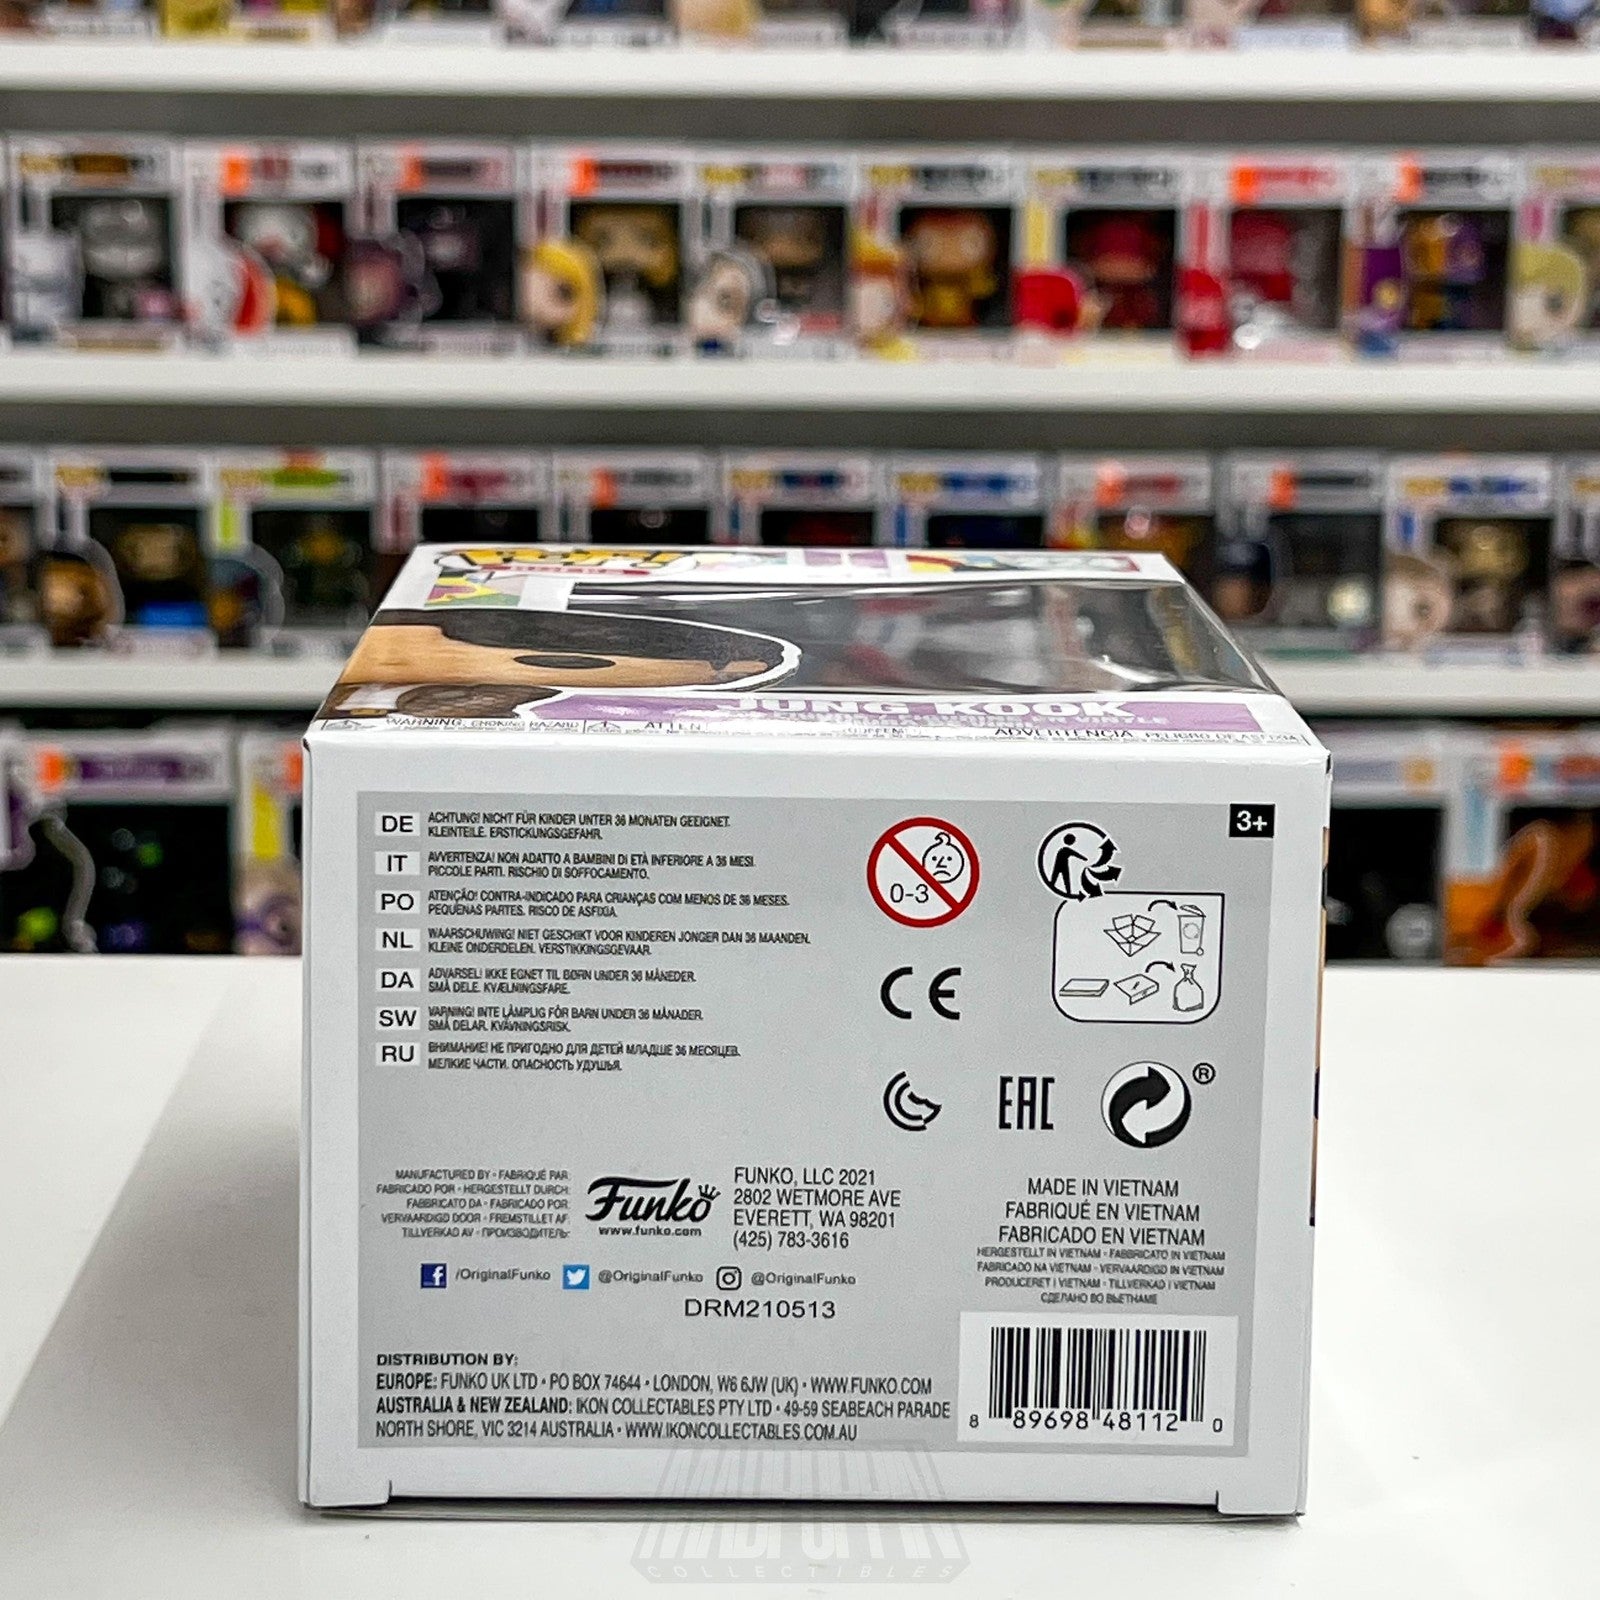 JUNG KOOK
WARNING: CHOKING HAZARD
ADVERTENCIA: PELIGRO DE ASFIXIA
3+
DE ACHTUNG! NICHT FÜR KINDER UNTER 36 MONATEN GEEIGNET.
KLEINTEILE. ERSTICKUNGSGEFAHR.
IT AVVERTENZA! NON ADATTO A BAMBINI DI ETÀ INFERIORE A 36 MESI.
PICCOLE PARTI. RISCHIO DI SOFFOCAMENTO.
PO ATENÇÃO! CONTRA-INDICADO PARA CRIANÇAS COM MENOS DE 36 MESES.
PEQUENAS PARTES. RISCO DE ASFIXIA.
NL WAARSCHUWING! NIET GESCHIKT VOOR KINDEREN JONGER DAN 36 MAANDEN.
KLEINE ONDERDELEN. VERSTIKKINGSGEVAAR.
DA ADVARSEL! IKKE EGNET TIL BØRN UNDER 36 MÅNEDER.
SMÅ DELE. KVÆLNINGSFARE.
SW VARNING! INTE LÄMPLIG FÖR BARN UNDER 36 MÅNADER.
SMÅ DELAR. KVÄVNINGSRISK.
RU ВНИМАНИЕ! НЕ ПРИГОДНО ДЛЯ ДЕТЕЙ МЛАДШЕ 36 МЕСЯЦЕВ.
МЕЛКИЕ ЧАСТИ. ОПАСНОСТЬ УДУШЬЯ.
0-3
CE
EAC
®
MANUFACTURED BY • FABRIQUÉ PAR:
FABRICADO POR • HERGESTELLT DURCH:
FABBRICATO DA • FABRICADO POR:
VERVAARDIGD DOOR • FREMSTILLET AF:
TILLVERKAD AV • ПРОИЗВОДИТЕЛЬ:
Funko
www.funko.com
FUNKO, LLC 2021
2802 WETMORE AVE
EVERETT, WA 98201
(425) 783-3616
/OriginalFunko @OriginalFunko @OriginalFunko
DRM210513
MADE IN VIETNAM
FABRIQUÉ EN VIETNAM
FABRICADO EN VIETNAM
HERGESTELLT IN VIETNAM • FABBRICATO IN VIETNAM
FABRICADO NA VIETNAM • VERVAARDIGD IN VIETNAM
PRODUCERET I VIETNAM • TILLVERKAD I VIETNAM
СДЕЛАНО ВО ВЬЕТНАМЕ
DISTRIBUTION BY:
EUROPE: FUNKO UK LTD • PO BOX 74644 • LONDON, W6 6JW (UK) • WWW.FUNKO.COM
AUSTRALIA & NEW ZEALAND: IKON COLLECTABLES PTY LTD • 49-59 SEABEACH PARADE
NORTH SHORE, VIC 3214 AUSTRALIA • WWW.IKONCOLLECTABLES.COM.AU
8 89698 48112 0
COLLECTIBLES